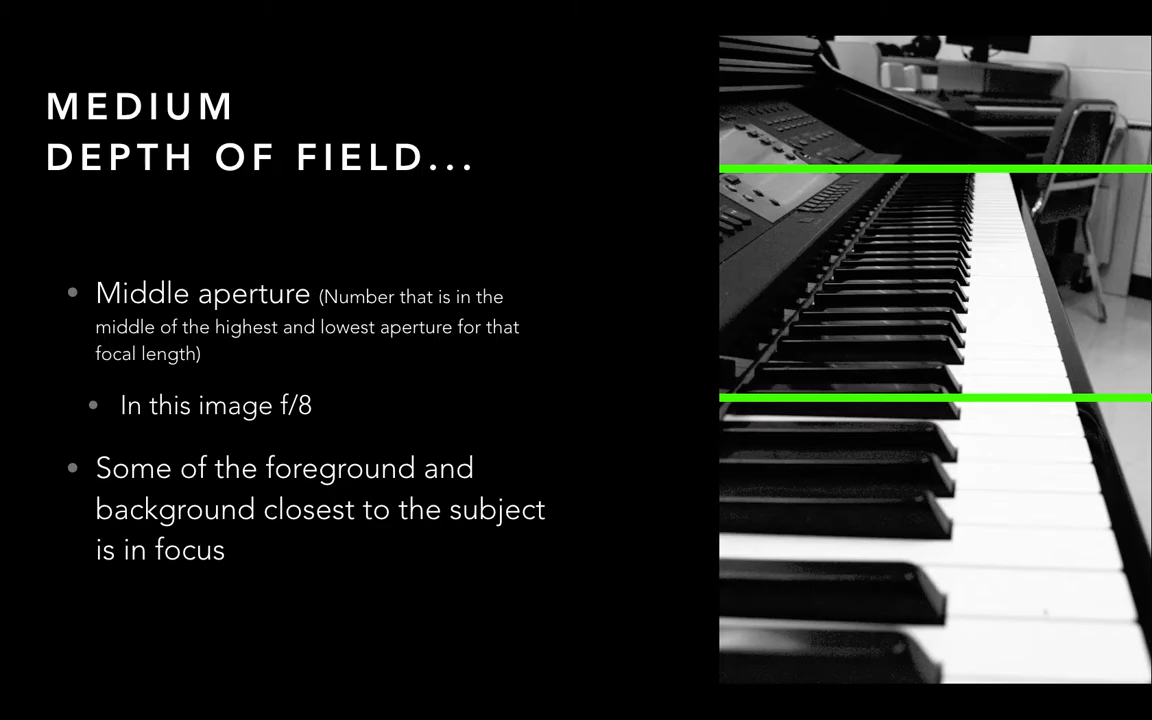 MEDIUM
DEPTH OF FIELD...
Middle aperture (Number that is in the
middle of the highest and lowest aperture for that
focal length)
In this image f/8
Some of the foreground and
background closest to the subject
is in focus